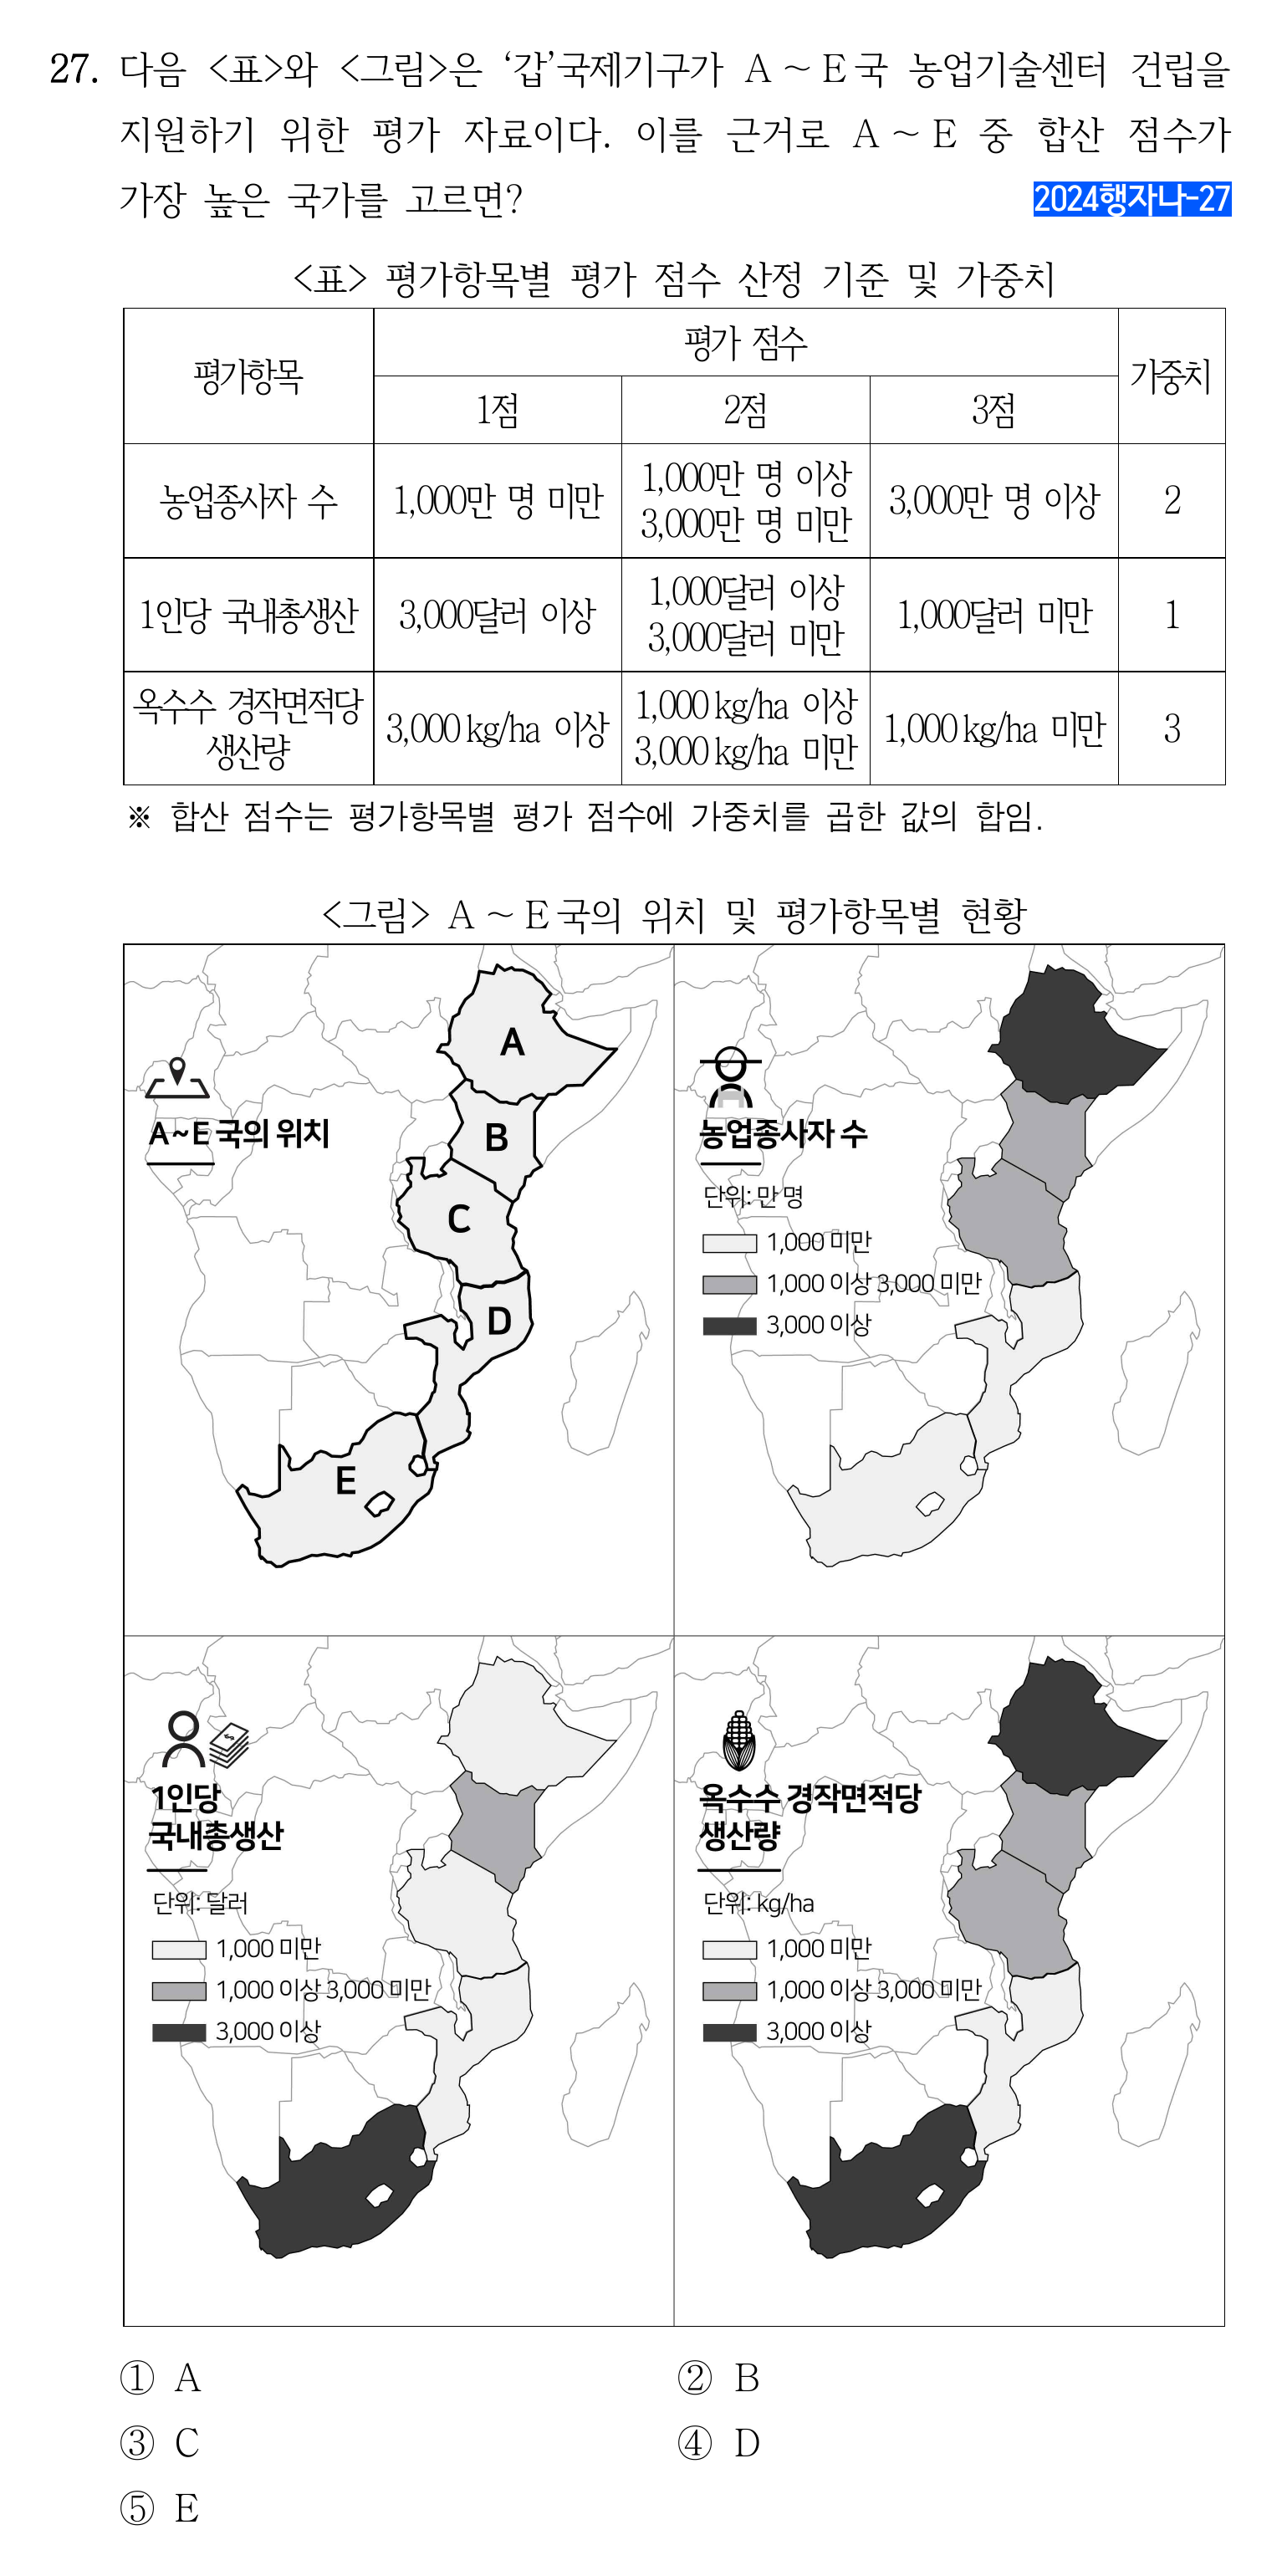 27. 다음 <표>와 <그림>은 ‘갑’국제기구가 A ~ E국 농업기술센터 건립을
지원하기 위한 평가 자료이다. 이를 근거로 A ~ E 중 합산 점수가
가장 높은 국가를 고르면?
2024행자나-27
<표> 평가항목별 평가 점수 산정 기준 및 가중치
평가항목 평가 점수 가중치
1점 2점 3점
농업종사자 수 1,000만 명 미만 1,000만 명 이상 3,000만 명 미만 3,000만 명 이상 2
1인당 국내총생산 3,000달러 이상 1,000달러 이상 3,000달러 미만 1,000달러 미만 1
옥수수 경작면적당 생산량 3,000 kg/ha 이상 1,000 kg/ha 이상 3,000 kg/ha 미만 1,000 kg/ha 미만 3
※ 합산 점수는 평가항목별 평가 점수에 가중치를 곱한 값의 합임.
<그림> A ~ E국의 위치 및 평가항목별 현황
A~E국의 위치
A
B
C
D
E
농업종사자 수
단위: 만 명
1,000 미만
1,000 이상 3,000 미만
3,000 이상
1인당
국내총생산
단위: 달러
1,000 미만
1,000 이상 3,000 미만
3,000 이상
옥수수 경작면적당
생산량
단위: kg/ha
1,000 미만
1,000 이상 3,000 미만
3,000 이상
① A ② B
③ C ④ D
⑤ E